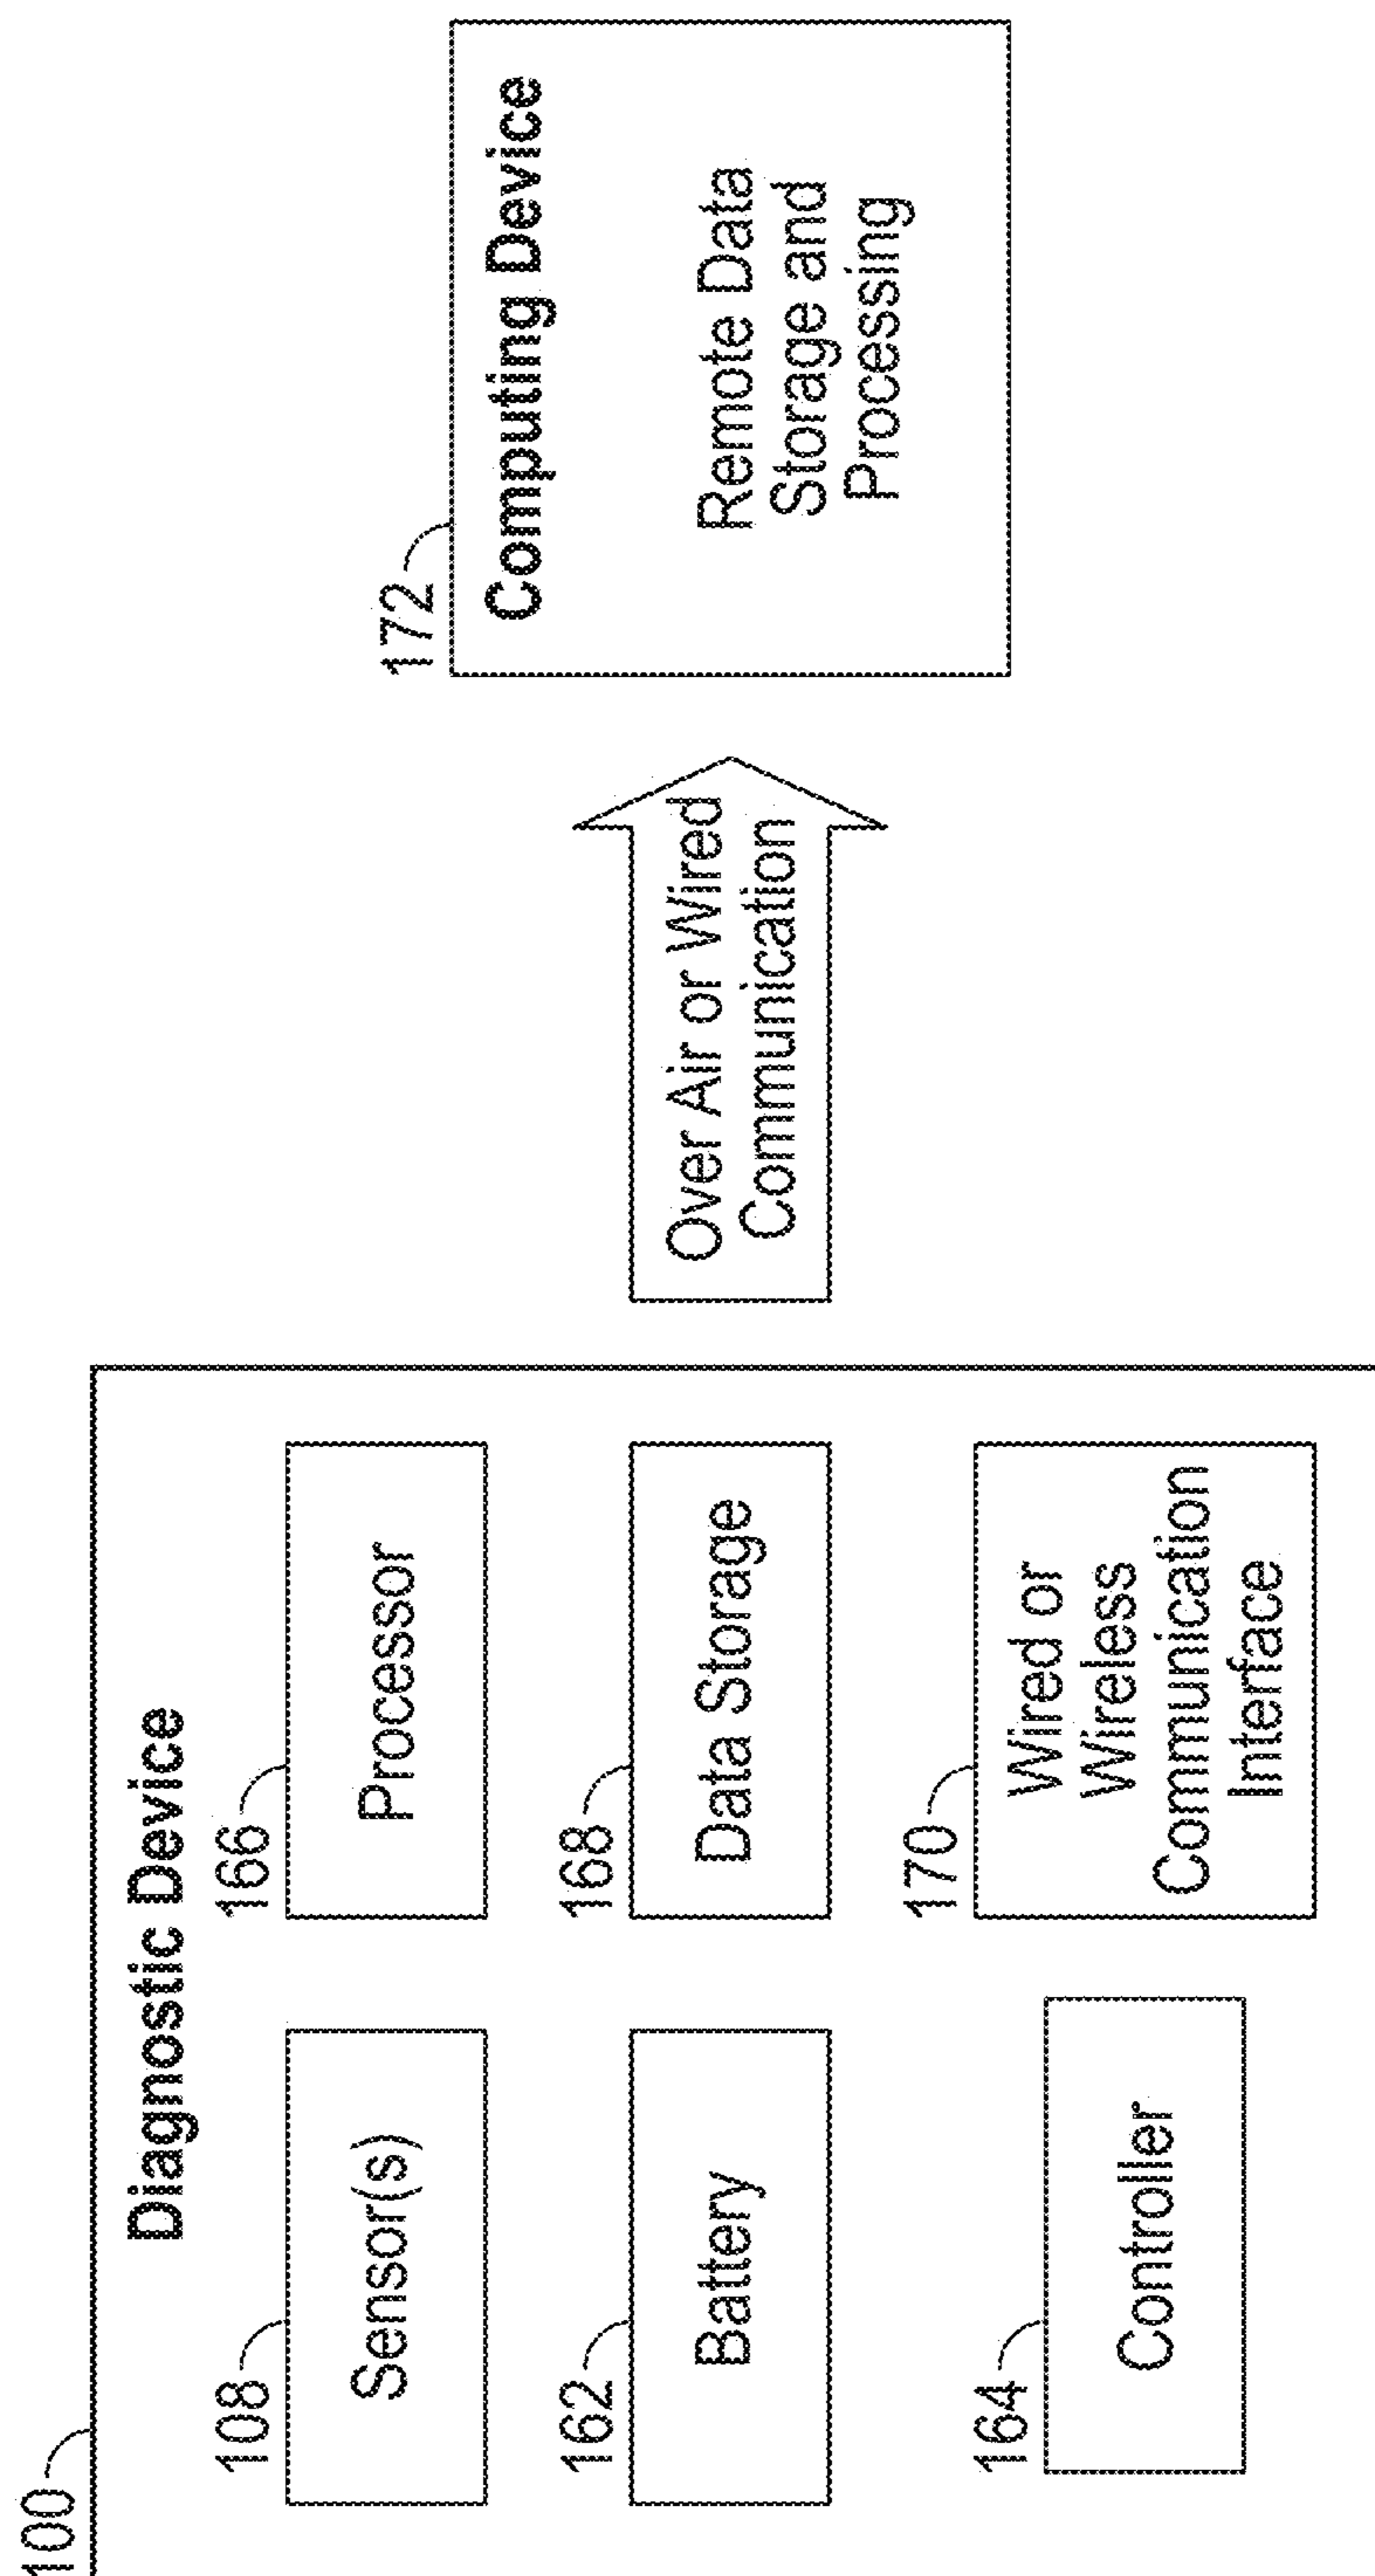 100
Diagnostic Device
108
Sensor(s)
166
Processor
162
Battery
168
Data Storage
164
Controller
170
Wired or
Wireless
Communication
Interface
Over Air or Wired
Communication
172
Computing Device
Remote Data
Storage and
Processing